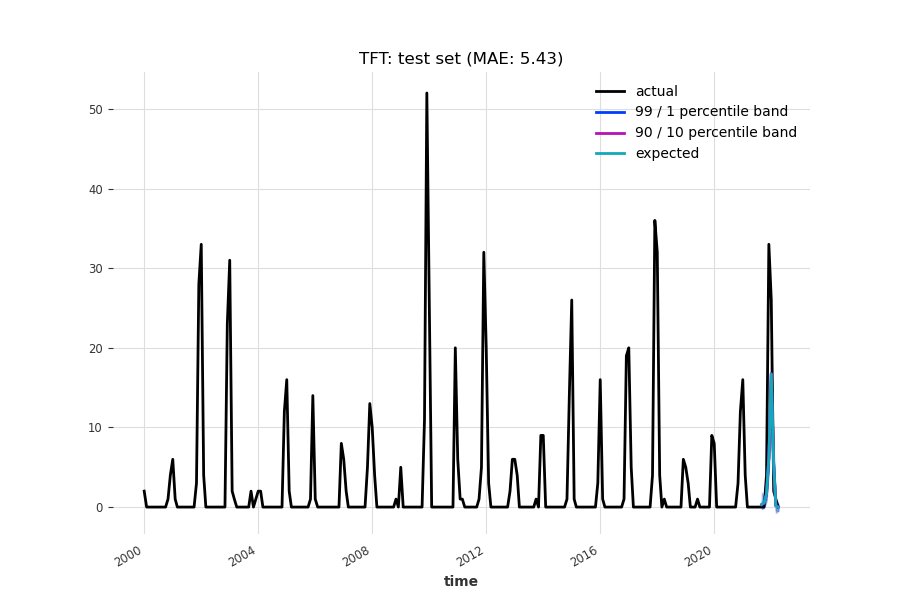 TFT: test set (MAE: 5.43)
actual
99 / 1 percentile band
90 / 10 percentile band
expected
50
40
30
20
10
0
2000
2004
2008
2012
2016
2020
time